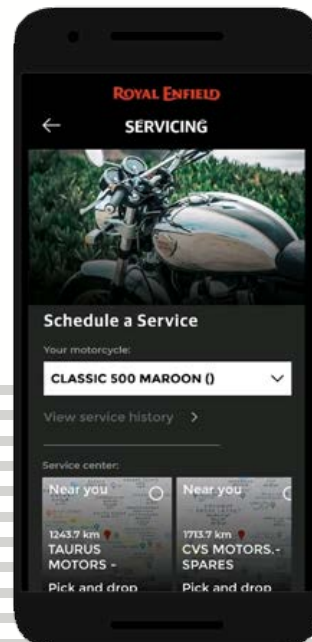 ROYAL ENFIELD
SERVICING
Schedule a Service
Your motorcycle:
CLASSIC 500 MAROON ()
View service history >
Service center:
Near you
1243.7 km
TAURUS
MOTORS -
Pick and drop
Near you
1713.7 km
CVS MOTORS.-
SPARES
Pick and drop